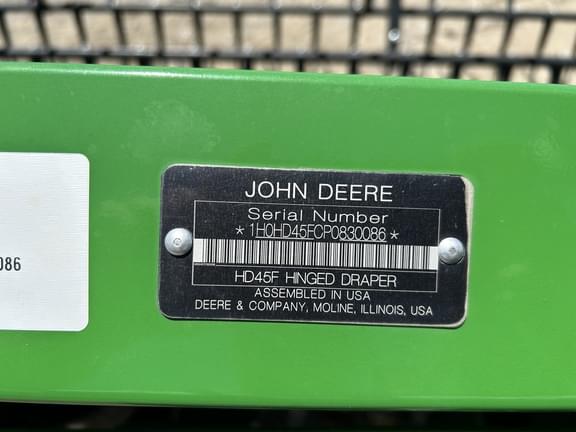 JOHN DEERE
Serial Number
* 1H0HD45FCP0830086 *
HD45F HINGED DRAPER
ASSEMBLED IN USA
DEERE & COMPANY, MOLINE, ILLINOIS, USA
086